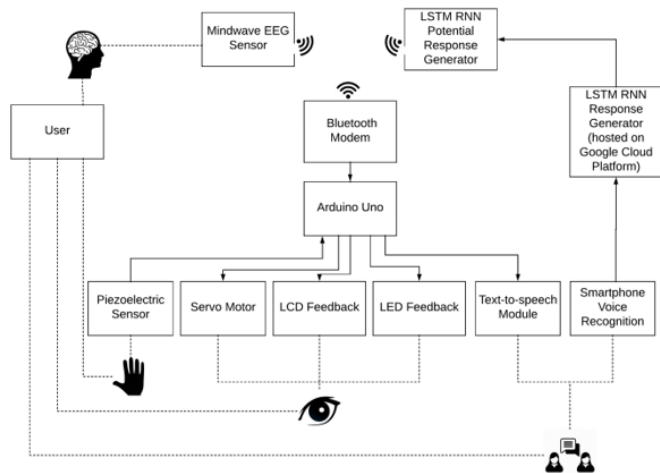 Mindwave EEG
Sensor
LSTM RNN
Potential
Response
Generator
User
Bluetooth
Modem
LSTM RNN
Response
Generator
(hosted on
Google Cloud
Platform)
Arduino Uno
Piezoelectric
Sensor
Servo Motor
LCD Feedback
LED Feedback
Text-to-speech
Module
Smartphone
Voice
Recognition